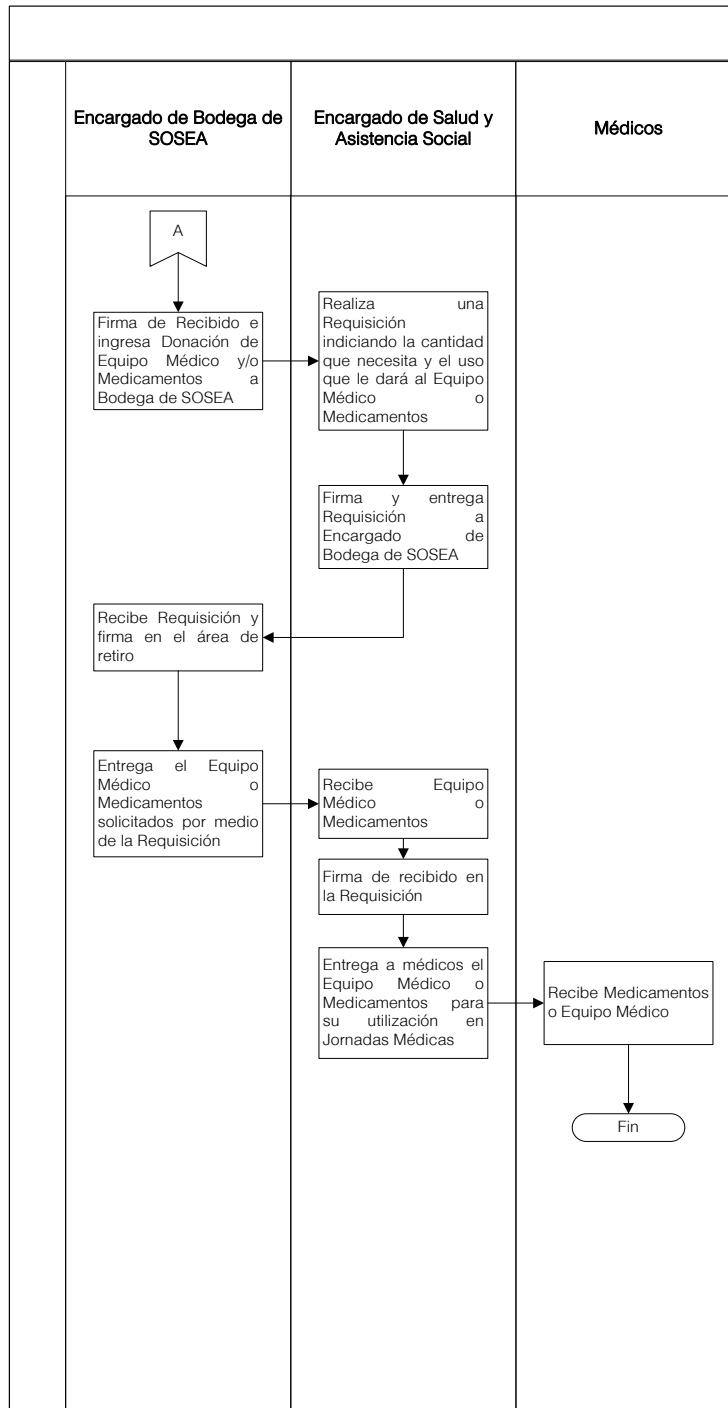 Encargado de Bodega de
SOSEA
Encargado de Salud y
Asistencia Social
Médicos
A
Firma de Recibido e
ingresa Donación de
Equipo Médico y/o
Medicamentos a
Bodega de SOSEA
Realiza una
Requisición
indiciando la cantidad
que necesita y el uso
que le dará al Equipo
Médico o
Medicamentos
Firma y entrega
Requisición a
Encargado de
Bodega de SOSEA
Recibe Requisición y
firma en el área de
retiro
Entrega el Equipo
Médico o
Medicamentos
solicitados por medio
de la Requisición
Recibe Equipo
Médico o
Medicamentos
Firma de recibido en
la Requisición
Entrega a médicos el
Equipo Médico o
Medicamentos para
su utilización en
Jornadas Médicas
Recibe Medicamentos
o Equipo Médico
Fin